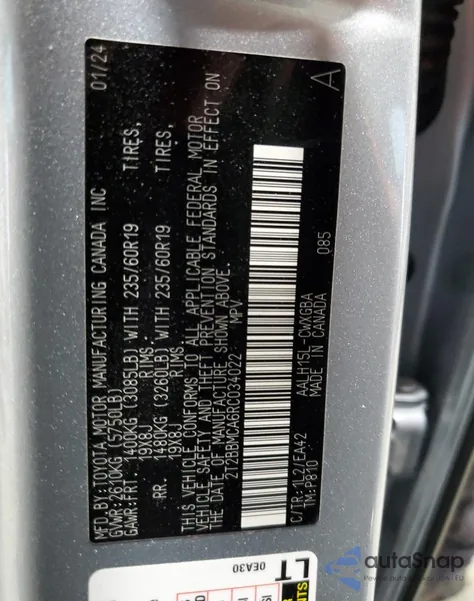 MFD.BY:TOYOTA MOTOR MANUFACTURING CANADA INC 01/24
GVWR:2610KG (5750LB)
GAWR:FRT. 1400KG (3085LB) WITH 235/60R19 TIRES,
19X8J RIMS:
RR. 1480KG (3260LB) WITH 235/60R19 TIRES,
19X8J RIMS:
THIS VEHICLE CONFORMS TO ALL APPLICABLE FEDERAL MOTOR
VEHICLE SAFETY AND THEFT PREVENTION STANDARDS IN EFFECT ON
THE DATE OF MANUFACTURE SHOWN ABOVE.
2T2BBMCA6RC034022 MPV
C/TR:1L2/EA42 AALH15L-CWXGBA 085
TM:P810 MADE IN CANADA
A
LT
0EA30
autoSnap